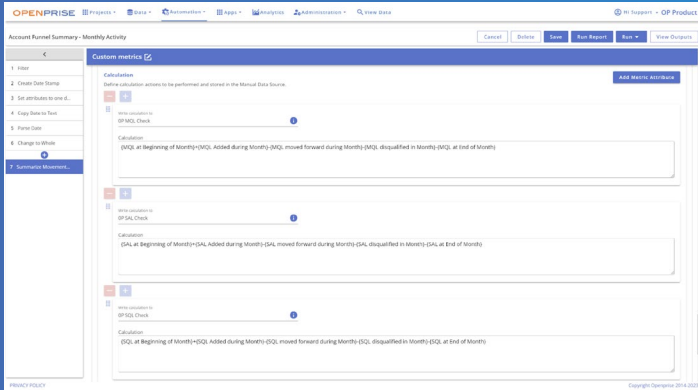 OPENPRISE Projects Data Automation Apps Analytics Administration View Data Hi Support - OP Product
Account Funnel Summary - Monthly Activity Cancel Delete Save Run Report Run View Outputs
<
Custom metrics
1 Filter
2 Create Date Stamp
3 Set attributes to one d...
4 Copy Data to Text
5 Parse Date
6 Change to Whole
7 Summarize Movement...
Calculation
Define calculation actions to be performed and stored in the Manual Data Source.
Add Metric Attribute
Write calculation to
OP MQL Check
Calculation
{MQL at Beginning of Month}+{MQL Added during Month}-{MQL moved forward during Month}-{MQL disqualified in Month}-{MQL at End of Month}
Write calculation to
OP SAL Check
Calculation
{SAL at Beginning of Month}+{SAL Added during Month}-{SAL moved forward during Month}-{SAL disqualified in Month}-{SAL at End of Month}
Write calculation to
OP SQL Check
Calculation
{SQL at Beginning of Month}+{SQL Added during Month}-{SQL moved forward during Month}-{SQL disqualified in Month}-{SQL at End of Month}
PRIVACY POLICY Copyright Openprise 2014-2023